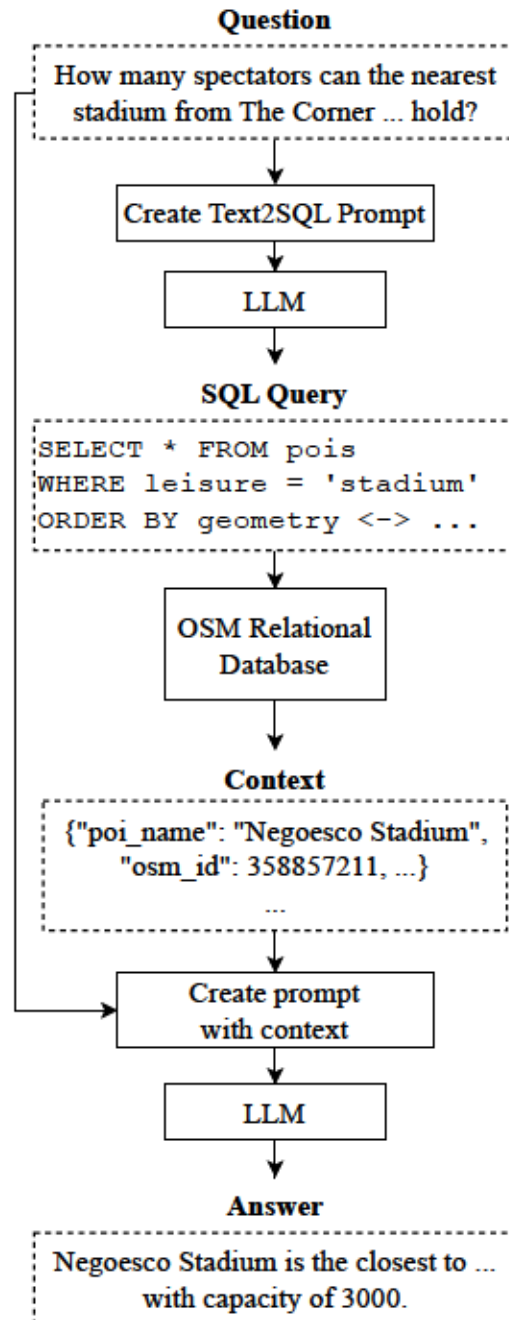 Question
How many spectators can the nearest
stadium from The Corner ... hold?
Create Text2SQL Prompt
LLM
SQL Query
SELECT * FROM pois
WHERE leisure = 'stadium'
ORDER BY geometry <-> ...
OSM Relational
Database
Context
{"poi_name": "Negoesco Stadium",
"osm_id": 358857211, ...}
...
Create prompt
with context
LLM
Answer
Negoesco Stadium is the closest to ...
with capacity of 3000.